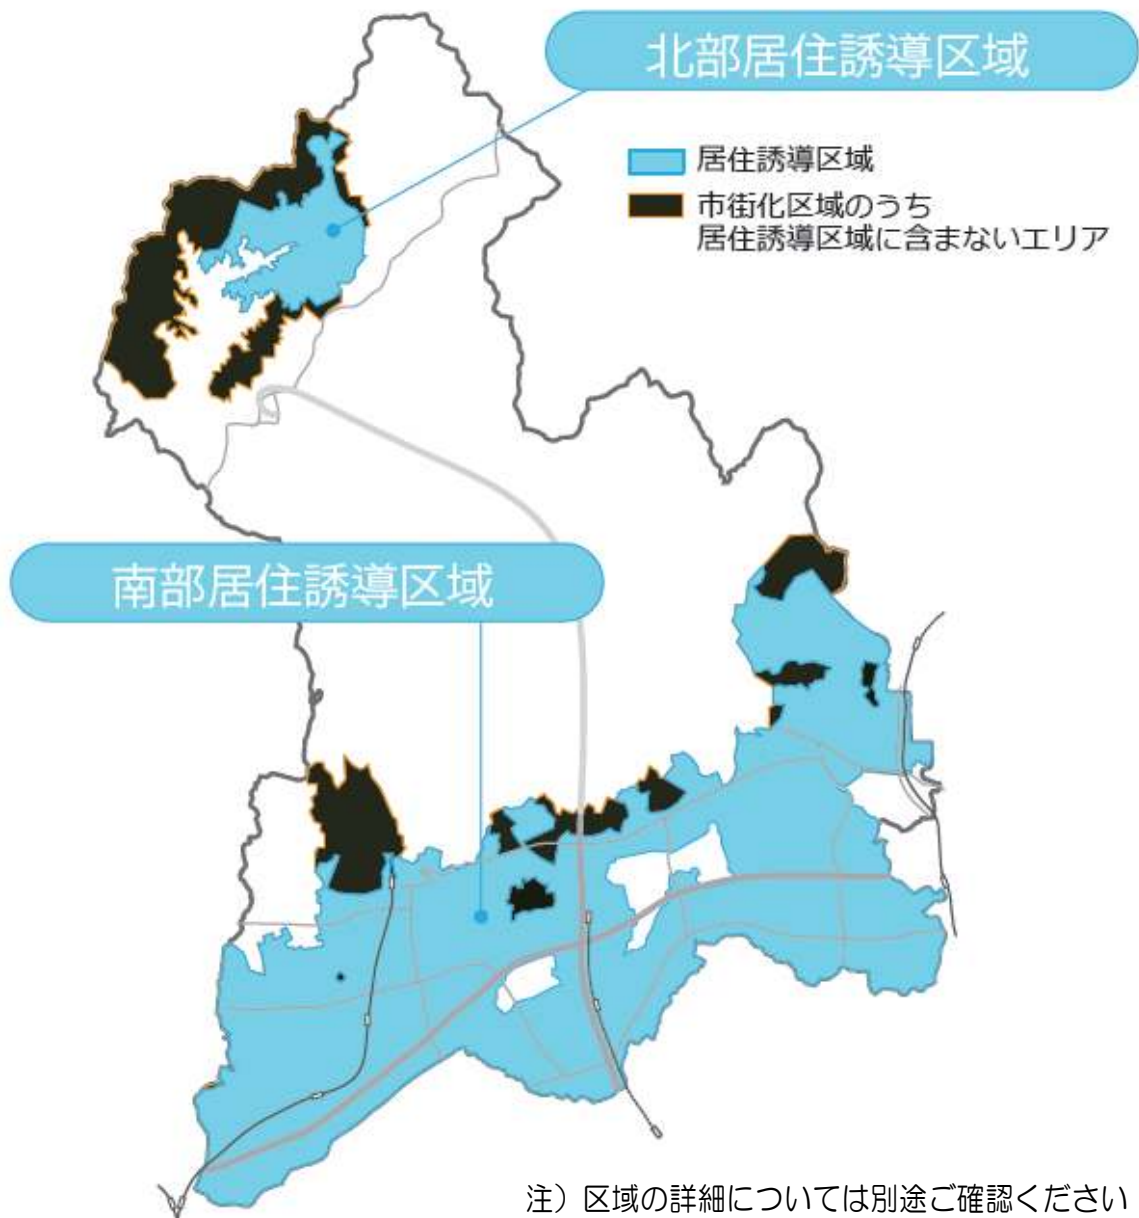 北部居住誘導区域
居住誘導区域
市街化区域のうち
居住誘導区域に含まないエリア
南部居住誘導区域
注）区域の詳細については別途ご確認ください